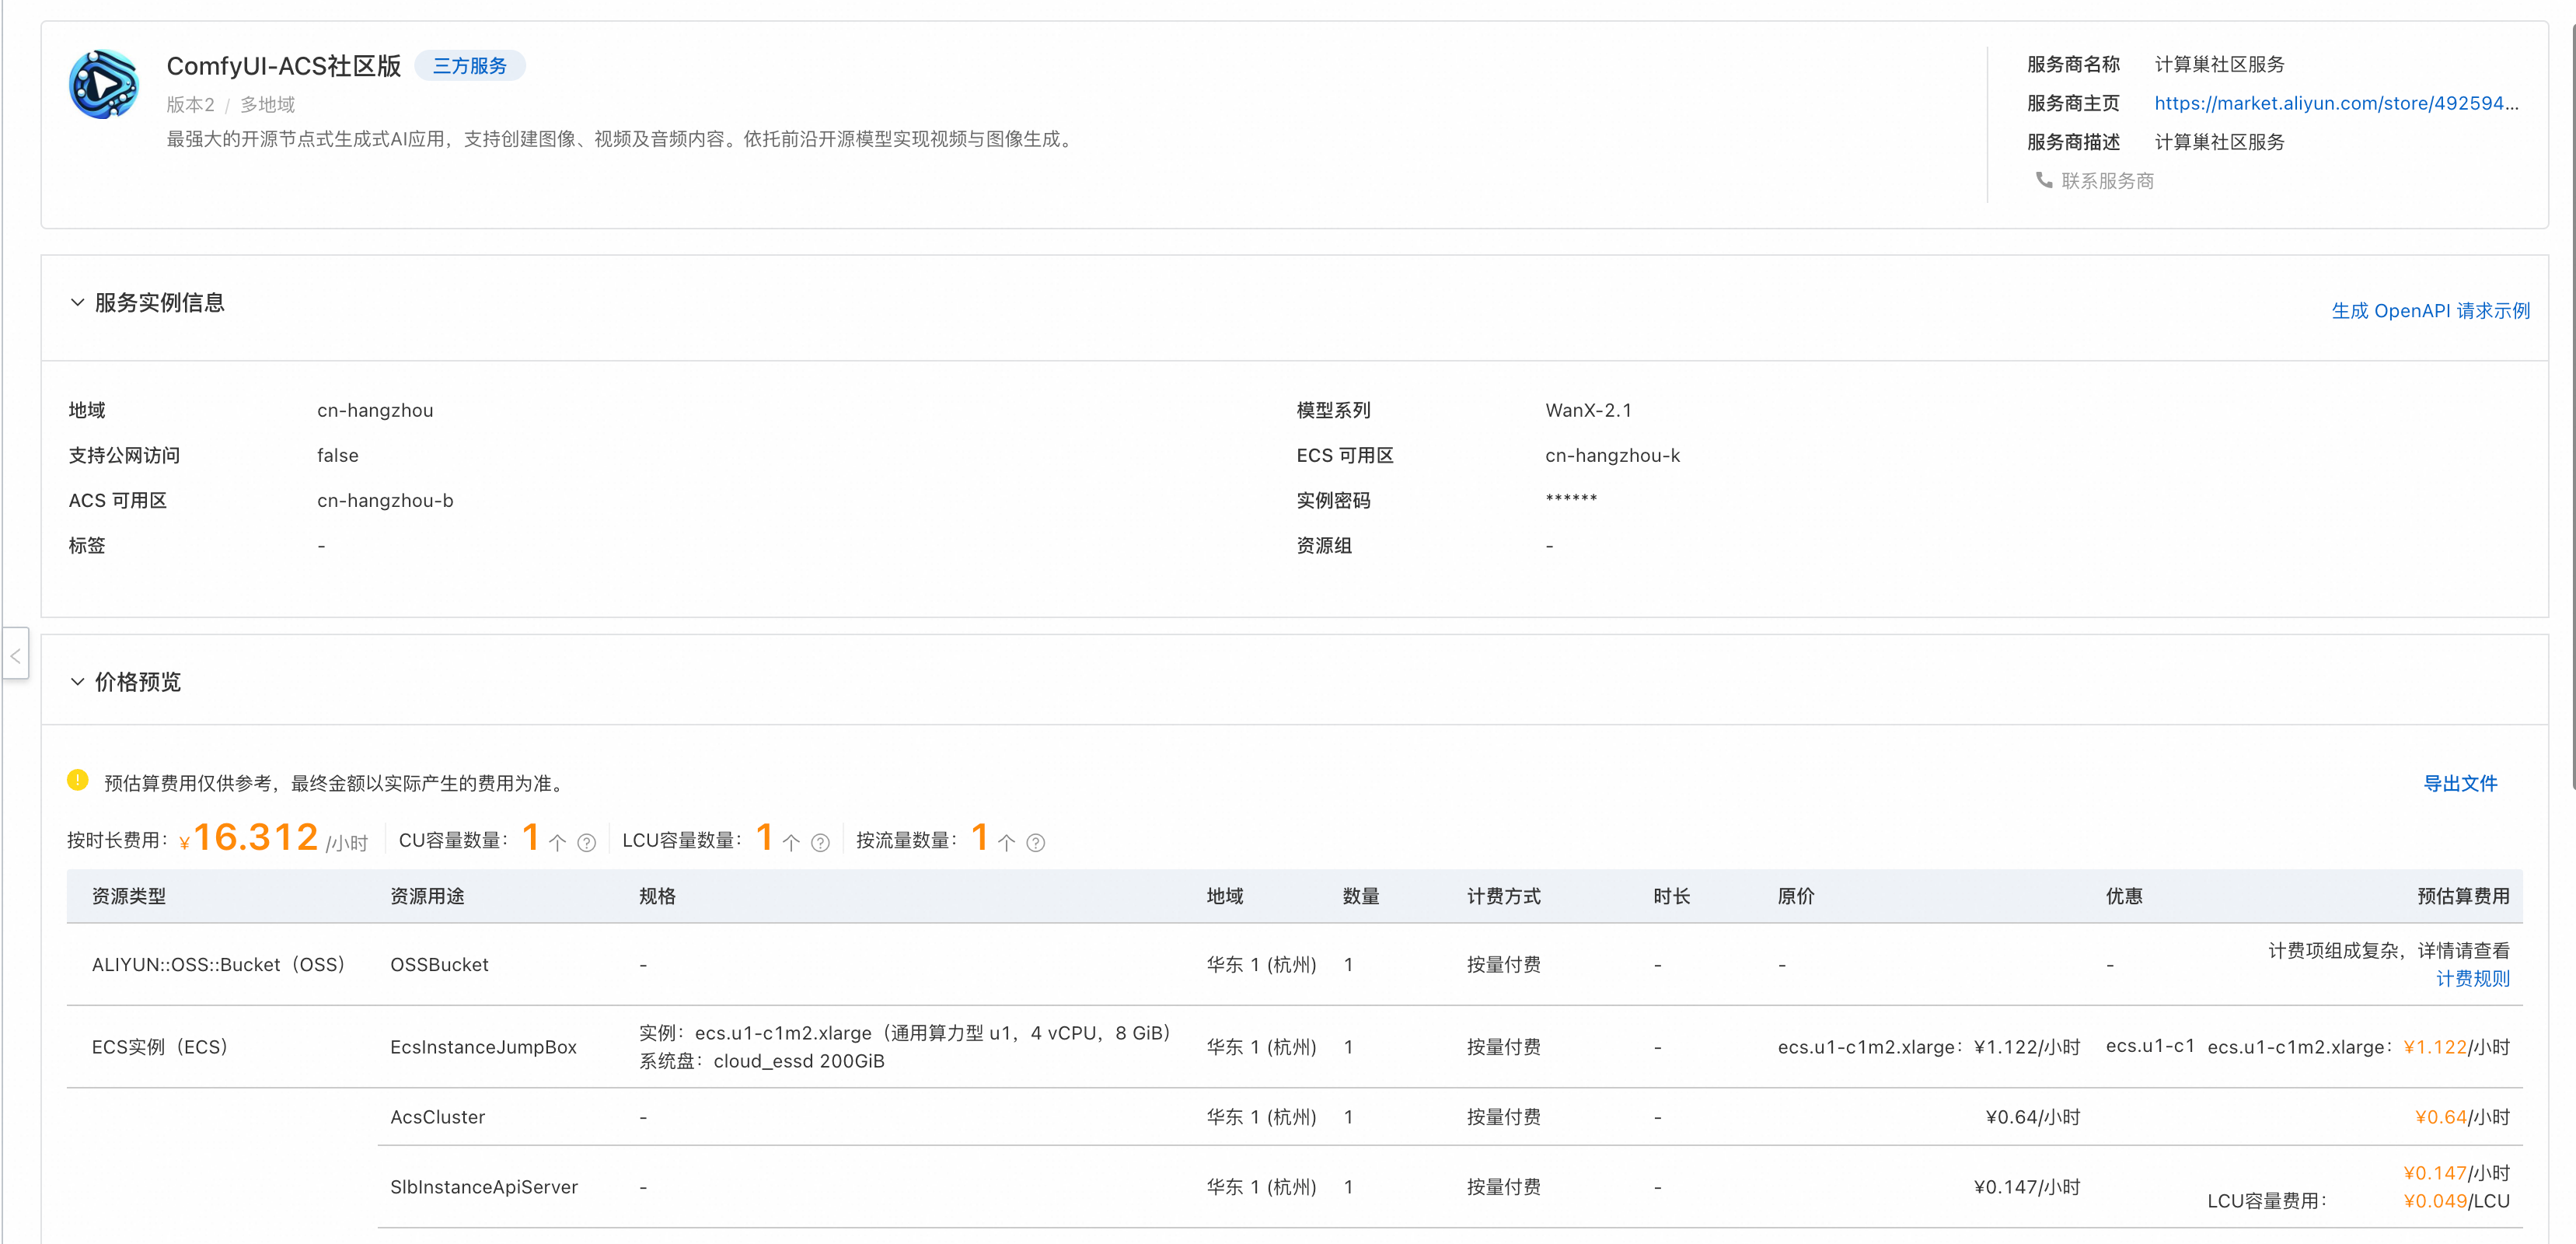 ComfyUI-ACS社区版 三方服务
版本2 / 多地域
最强大的开源节点式生成式AI应用，支持创建图像、视频及音频内容。依托前沿开源模型实现视频与图像生成。
服务商名称 计算巢社区服务
服务商主页 https://market.aliyun.com/store/492594...
服务商描述 计算巢社区服务
联系服务商
服务实例信息
生成 OpenAPI 请求示例
地域 cn-hangzhou 模型系列 WanX-2.1
支持公网访问 false ECS 可用区 cn-hangzhou-k
ACS 可用区 cn-hangzhou-b 实例密码 ******
标签 - 资源组 -
价格预览
预估算费用仅供参考，最终金额以实际产生的费用为准。 导出文件
按时长费用：¥16.312 /小时 CU容量数量：1 个 LCU容量数量：1 个 按流量数量：1 个
资源类型 资源用途 规格 地域 数量 计费方式 时长 原价 优惠 预估算费用
ALIYUN::OSS::Bucket（OSS） OSSBucket - 华东 1 (杭州) 1 按量付费 - - - 计费项组成复杂，详情请查看
计费规则
ECS实例（ECS） EcsInstanceJumpBox 实例：ecs.u1-c1m2.xlarge（通用算力型 u1，4 vCPU，8 GiB）
系统盘：cloud_essd 200GiB
华东 1 (杭州) 1 按量付费 - ecs.u1-c1m2.xlarge：¥1.122/小时 ecs.u1-c1 ecs.u1-c1m2.xlarge：¥1.122/小时
AcsCluster - 华东 1 (杭州) 1 按量付费 - ¥0.64/小时 ¥0.64/小时
SlbInstanceApiServer - 华东 1 (杭州) 1 按量付费 - ¥0.147/小时 ¥0.147/小时
LCU容量费用： ¥0.049/LCU